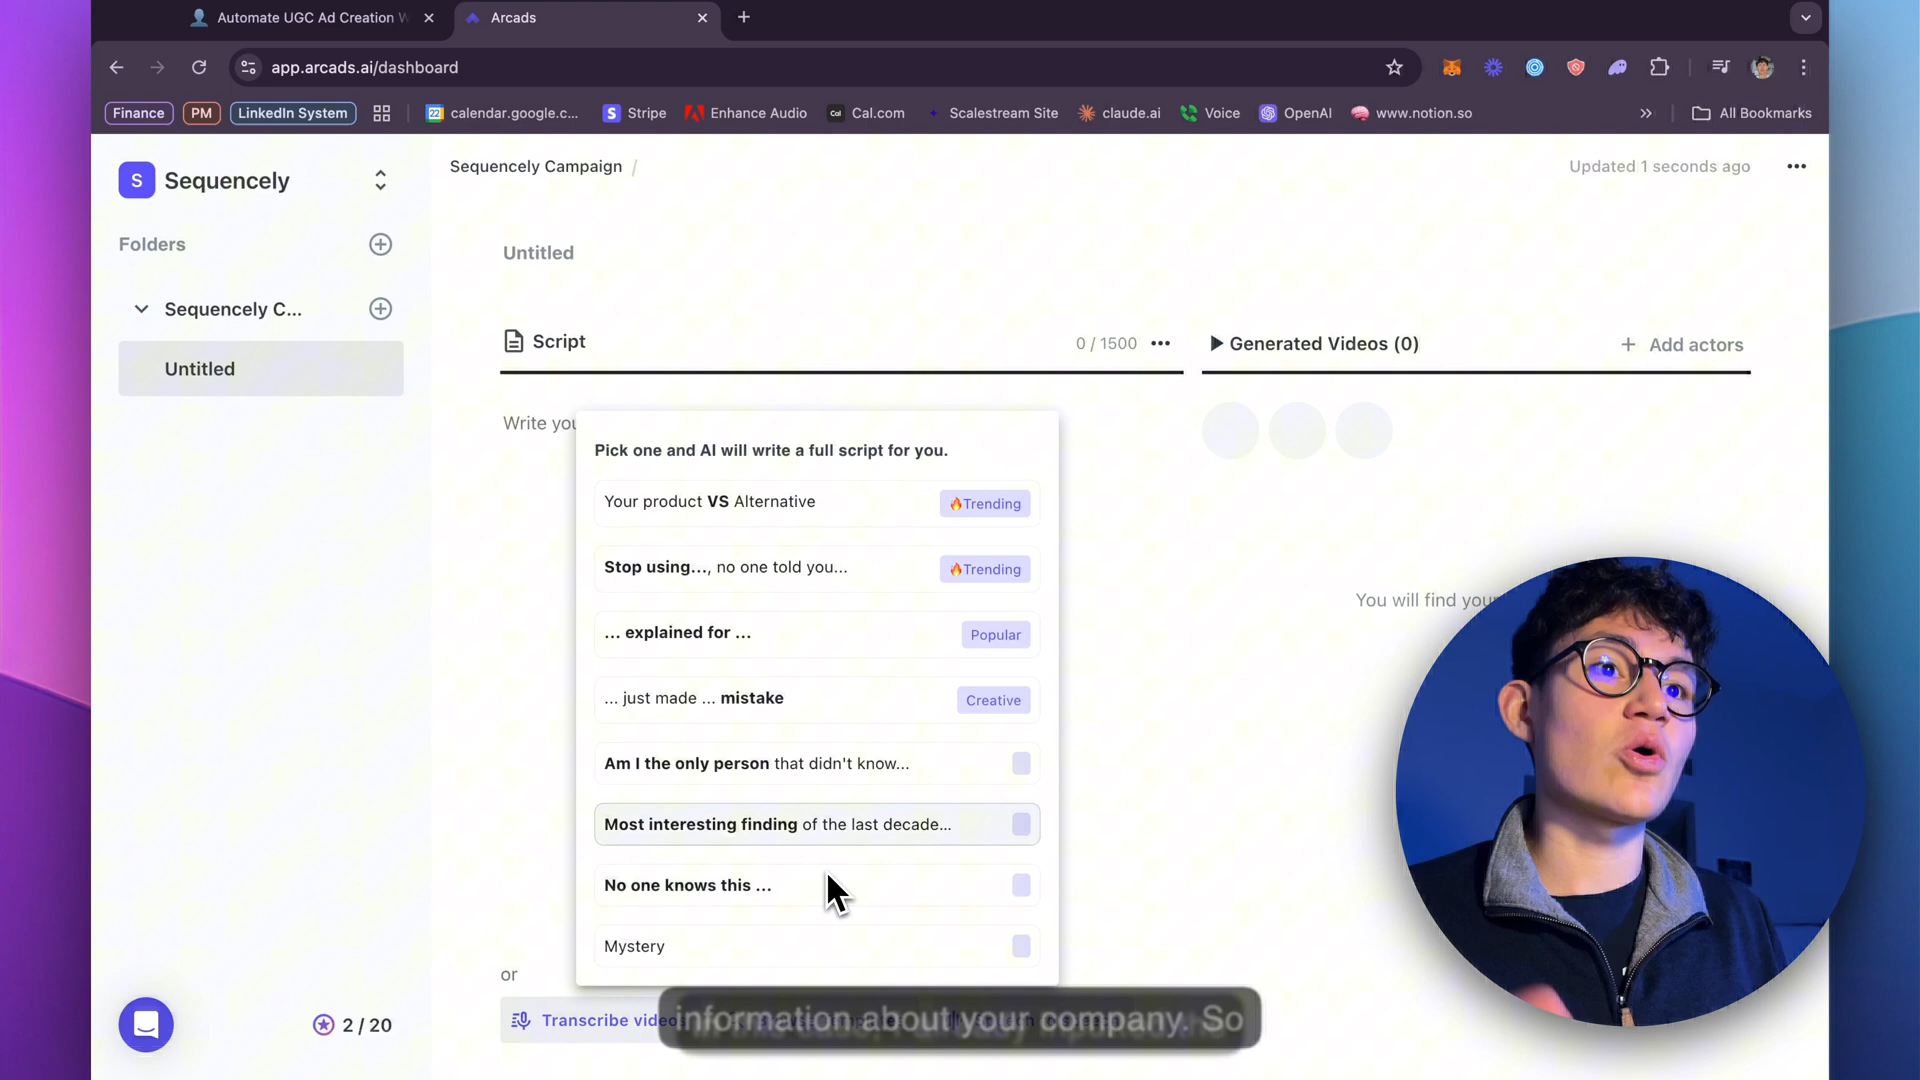 Automate UGC Ad Creation W
Arcads
app.arcads.ai/dashboard
Finance
PM
LinkedIn System
22
calendar.google.c...
S
Stripe
Enhance Audio
Cal
Cal.com
Scalestream Site
claude.ai
Voice
OpenAI
www.notion.so
All Bookmarks
S
Sequencely
Folders
Sequencely C...
Untitled
2 / 20
Sequencely Campaign /
Updated 1 seconds ago
Untitled
Script
0 / 1500
Generated Videos (0)
+ Add actors
Write you
You will find your
Pick one and AI will write a full script for you.
Your product VS Alternative
🔥Trending
Stop using..., no one told you...
🔥Trending
... explained for ...
Popular
... just made ... mistake
Creative
Am I the only person that didn't know...
Most interesting finding of the last decade...
No one knows this ...
Mystery
or
Transcribe video
information about your company. So